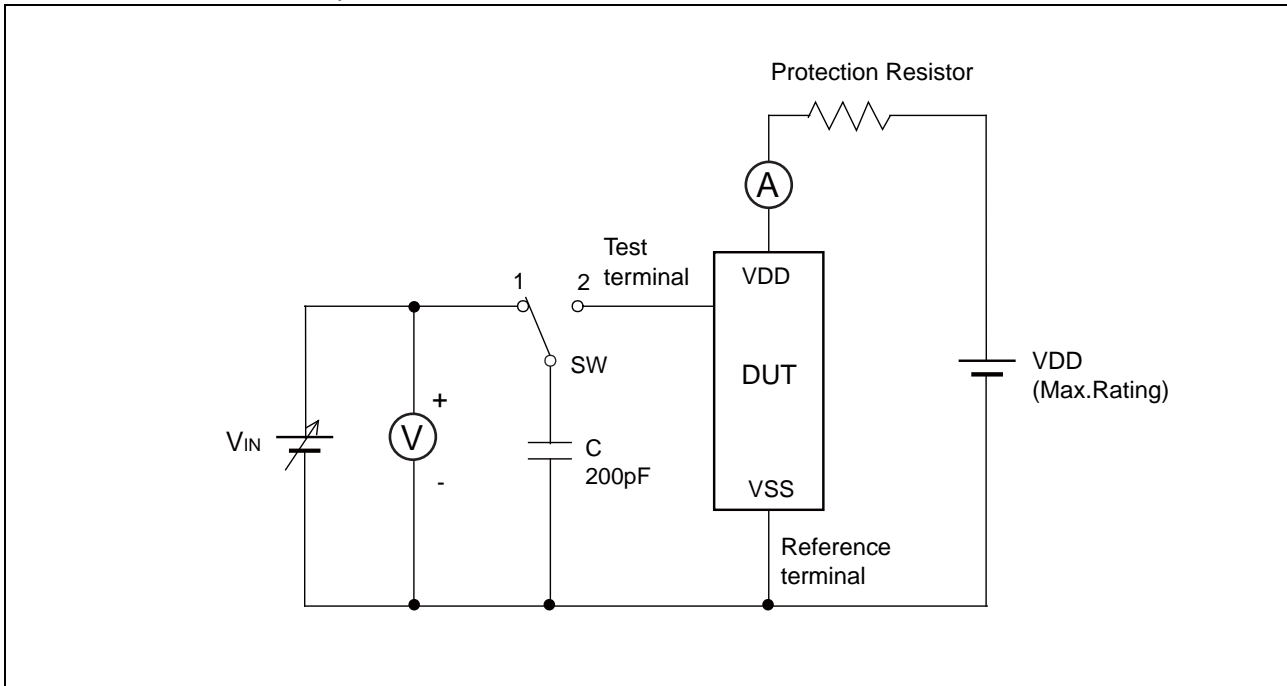 Protection Resistor
A
Test
terminal
1
2
VDD
SW
DUT
VDD
(Max.Rating)
+
VIN
V
C
200pF
-
VSS
Reference
terminal